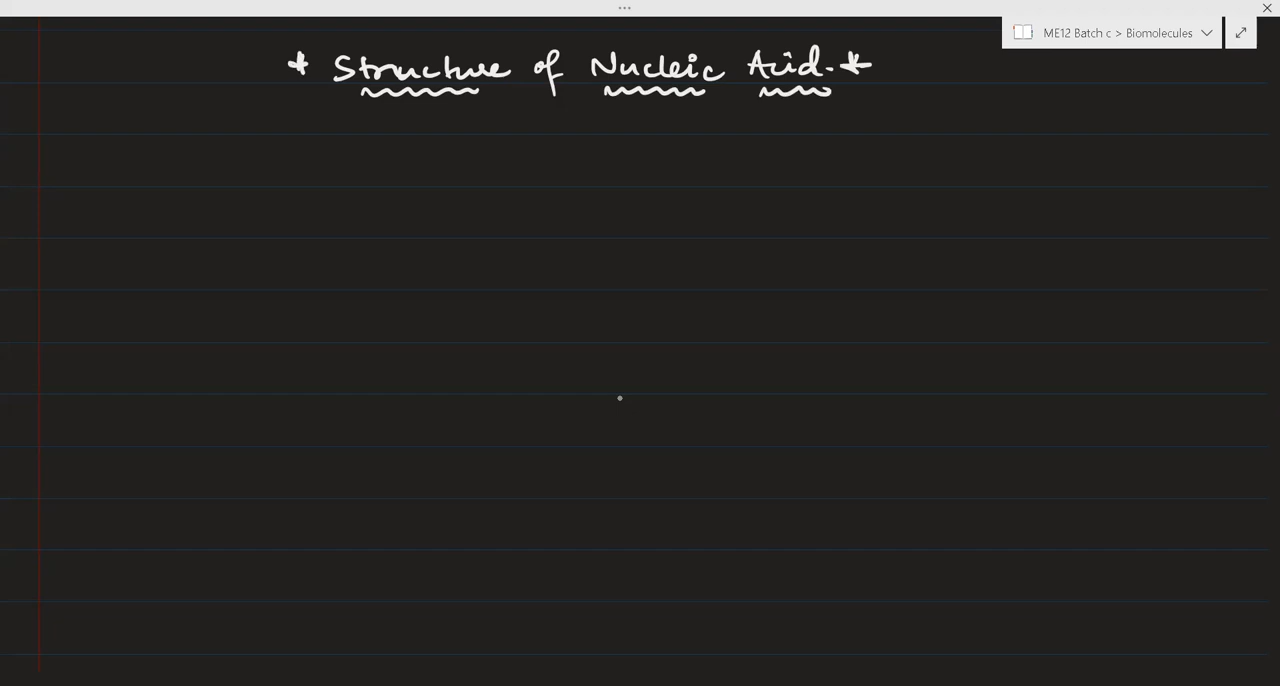 ME12 Batch c > Biomolecules
* Structure of Nucleic Acid.*